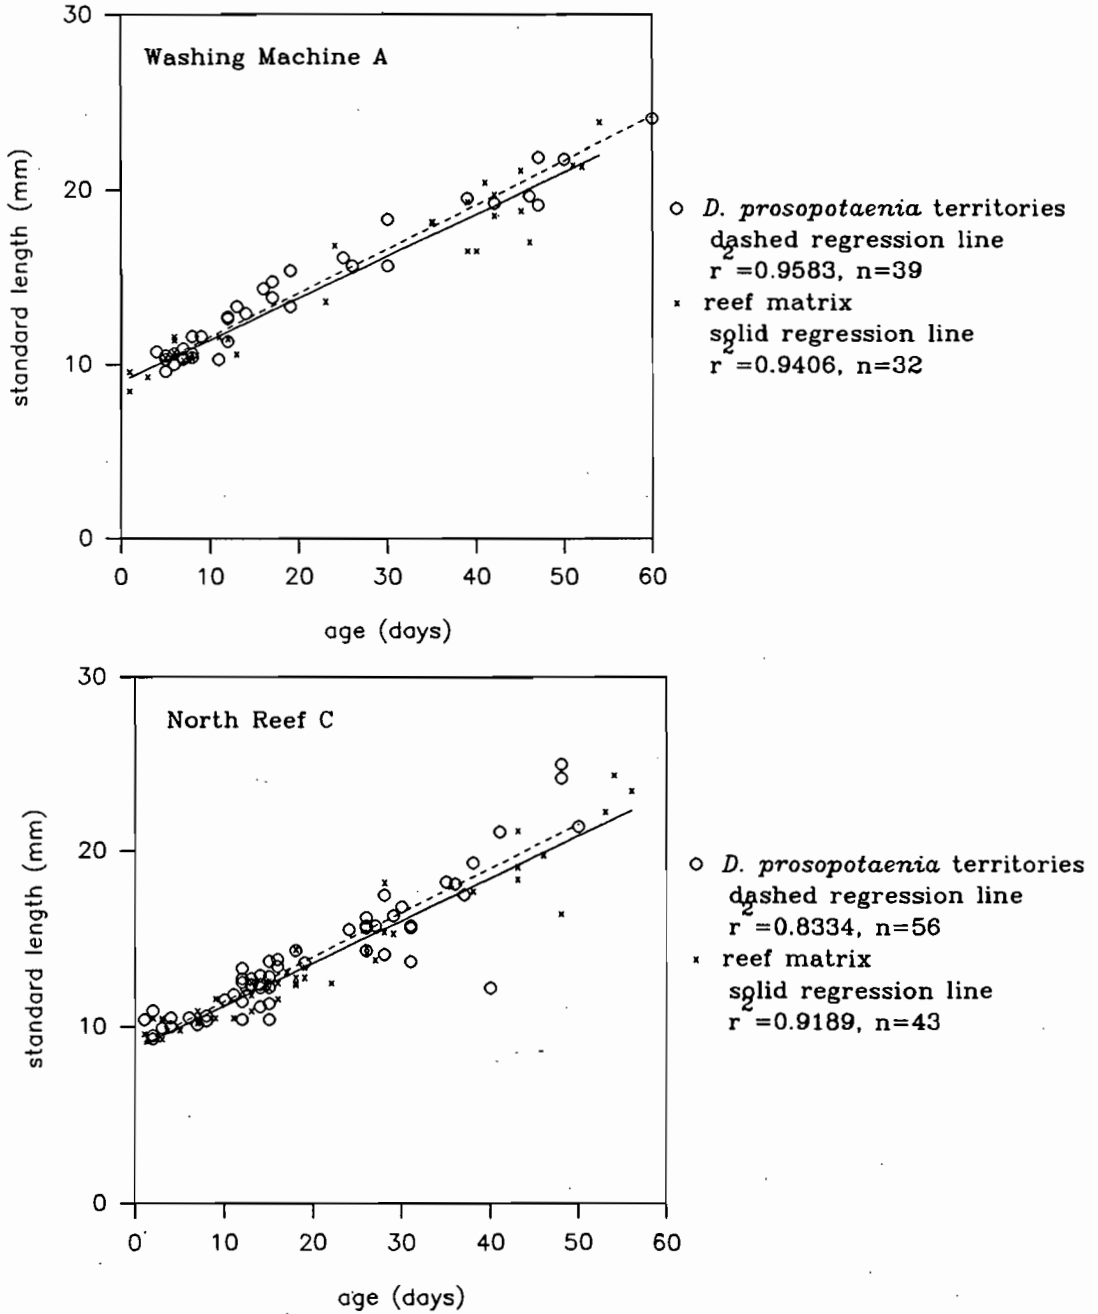 30
Washing Machine A
20
standard length (mm)
10
0
0 10 20 30 40 50 60
age (days)
D. prosopotaenia territories
dashed regression line
r²=0.9583, n=39
reef matrix
solid regression line
r²=0.9406, n=32
30
North Reef C
20
standard length (mm)
10
0
0 10 20 30 40 50 60
age (days)
D. prosopotaenia territories
dashed regression line
r²=0.8334, n=56
reef matrix
solid regression line
r²=0.9189, n=43